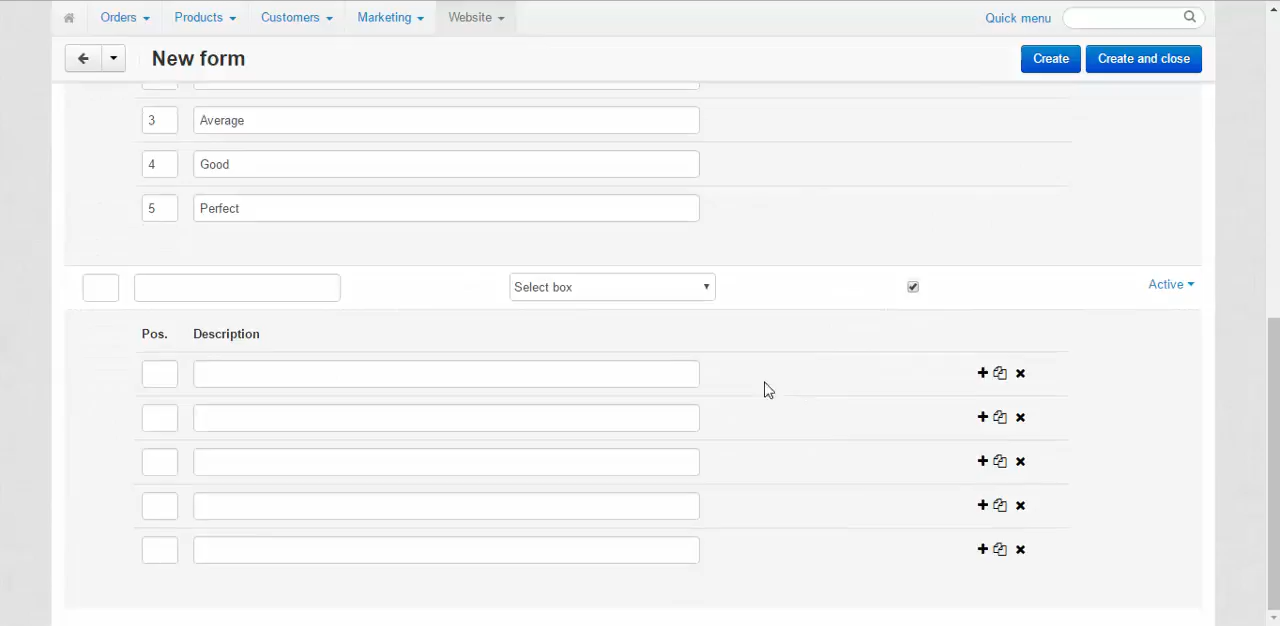 Orders Products Customers Marketing Website Quick menu
New form Create Create and close
3 Average
4 Good
5 Perfect
Select box Active
Pos. Description